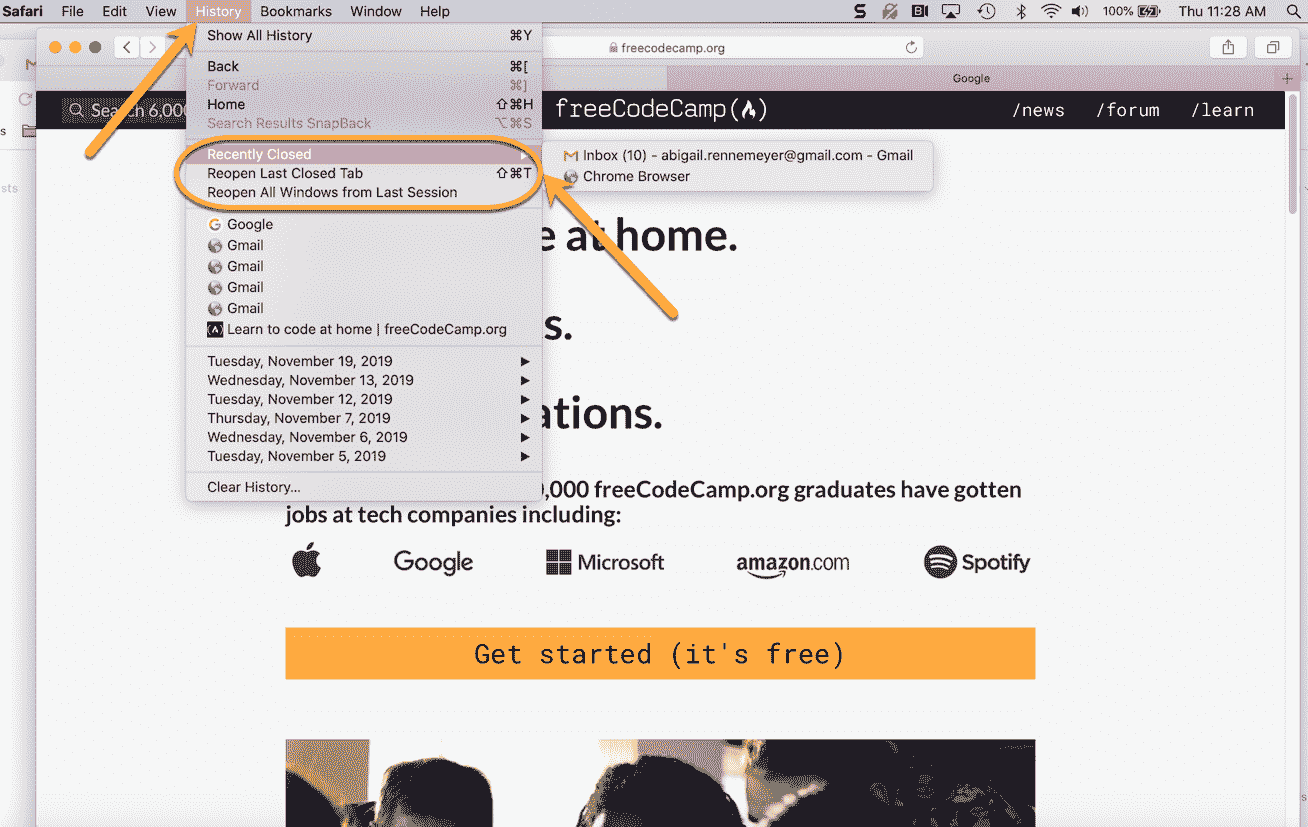 Safari File Edit View History Bookmarks Window Help 100% Thu 11:28 AM
freecodecamp.org
Google
Search 6,000
freeCodeCamp
/news /forum /learn
Show All History ⌘Y
Back ⌘[
Forward ⌘]
Home ⇧⌘H
Search Results SnapBack ⌥⌘S
Recently Closed
Reopen Last Closed Tab ⇧⌘T
Reopen All Windows from Last Session
Inbox (10) - abigail.rennemeyer@gmail.com - Gmail
Chrome Browser
Google
Gmail
Gmail
Gmail
Gmail
Learn to code at home | freeCodeCamp.org
Tuesday, November 19, 2019
Wednesday, November 13, 2019
Tuesday, November 12, 2019
Thursday, November 7, 2019
Wednesday, November 6, 2019
Tuesday, November 5, 2019
Clear History...
at home.
,000 freeCodeCamp.org graduates have gotten
jobs at tech companies including:
Google Microsoft amazon.com Spotify
Get started (it's free)